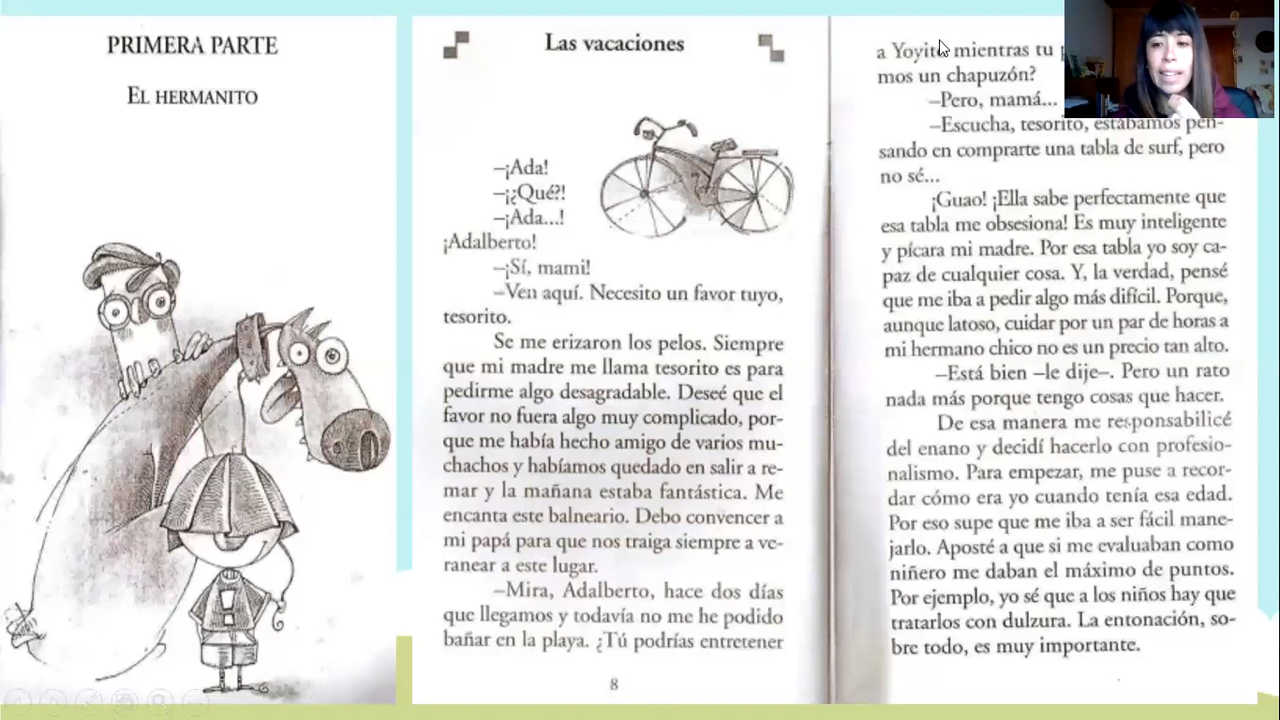 PRIMERA PARTE
EL HERMANITO
Las vacaciones
–¡Ada!
–¡¿Qué?!
–¡Ada...!
¡Adalberto!
–¡Sí, mami!
–Ven aquí. Necesito un favor tuyo,
tesorito.
Se me erizaron los pelos. Siempre
que mi madre me llama tesorito es para
pedirme algo desagradable. Deseé que el
favor no fuera algo muy complicado, por-
que me había hecho amigo de varios mu-
chachos y habíamos quedado en salir a re-
mar y la mañana estaba fantástica. Me
encanta este balneario. Debo convencer a
mi papá para que nos traiga siempre a ve-
ranear a este lugar.
–Mira, Adalberto, hace dos días
que llegamos y todavía no me he podido
bañar en la playa. ¿Tú podrías entretener
8
a Yoyito mientras tu
mos un chapuzón?
–Pero, mamá...
–Escucha, tesorito, estábamos pen-
sando en comprarte una tabla de surf, pero
no sé...
¡Guao! ¡Ella sabe perfectamente que
esa tabla me obsesiona! Es muy inteligente
y pícara mi madre. Por esa tabla yo soy ca-
paz de cualquier cosa. Y, la verdad, pensé
que me iba a pedir algo más difícil. Porque,
aunque latoso, cuidar por un par de horas a
mi hermano chico no es un precio tan alto.
–Está bien –le dije–. Pero un rato
nada más porque tengo cosas que hacer.
De esa manera me responsabilicé
del enano y decidí hacerlo con profesio-
nalismo. Para empezar, me puse a recor-
dar cómo era yo cuando tenía esa edad.
Por eso supe que me iba a ser fácil mane-
jarlo. Aposté a que si me evaluaban como
niñero me daban el máximo de puntos.
Por ejemplo, yo sé que a los niños hay que
tratarlos con dulzura. La entonación, so-
bre todo, es muy importante.